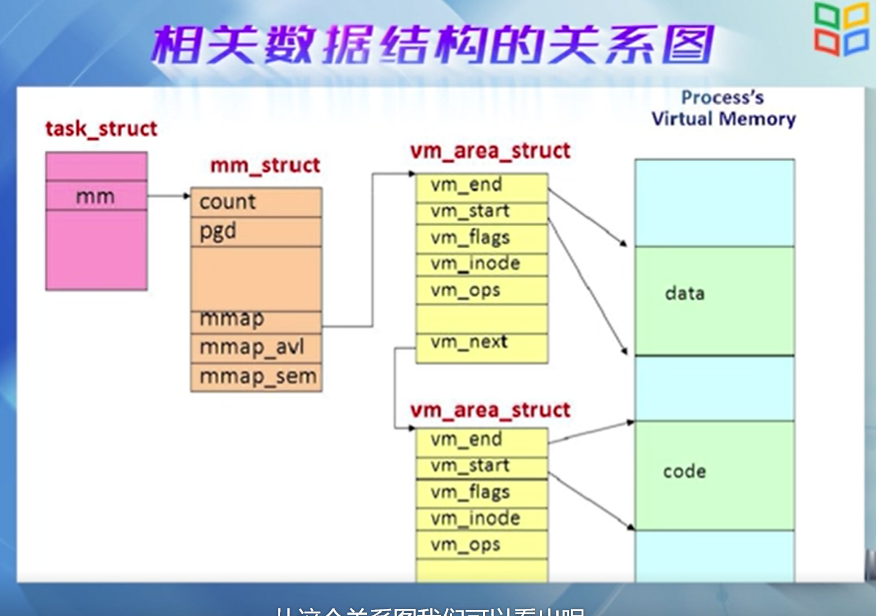 相关数据结构的关系图
Process's
Virtual Memory
task_struct
mm
mm_struct
count
pgd
mmap
mmap_avl
mmap_sem
vm_area_struct
vm_end
vm_start
vm_flags
vm_inode
vm_ops
vm_next
vm_area_struct
vm_end
vm_start
vm_flags
vm_inode
vm_ops
data
code
从这个关系图我们可以看出呢